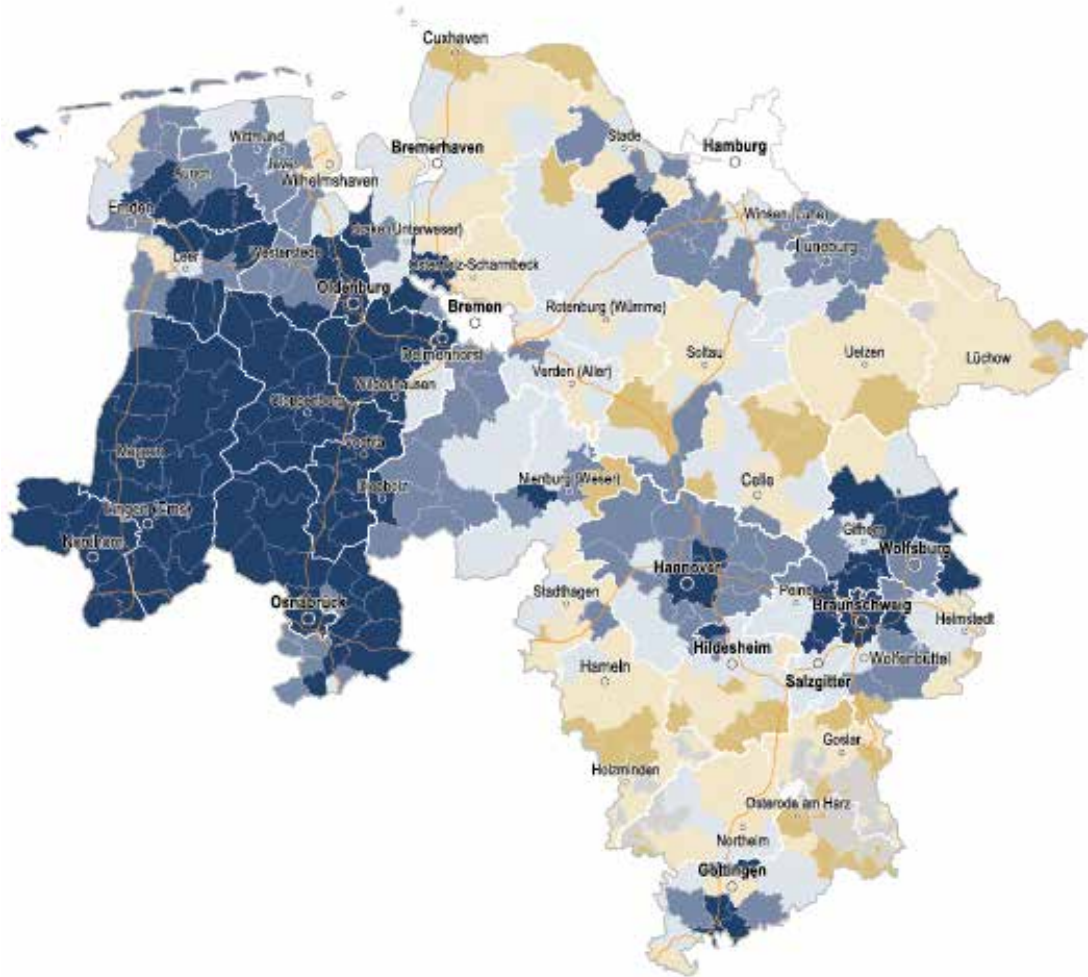 Cuxhaven
Wittmund
Stade
Jever
Bremerhaven
Hamburg
Aurich
Wilhelmshaven
Emden
Winsen (Luhe)
Brake (Unterweser)
Lüneburg
Leer
Westerstede
Osterholz-Scharmbeck
Oldenburg
Bremen
Rotenburg (Wümme)
Delmenhorst
Soltau
Uelzen
Lüchow
Verden (Aller)
Wildeshausen
Cloppenburg
Vechta
Meppen
Diepholz
Nienburg (Weser)
Celle
Lingen (Ems)
Gifhorn
Nordhorn
Wolfsburg
Hannover
Stadthagen
Peine
Osnabrück
Braunschweig
Helmstedt
Hildesheim
Wolfenbüttel
Hameln
Salzgitter
Goslar
Holzminden
Osterode am Harz
Northeim
Göttingen